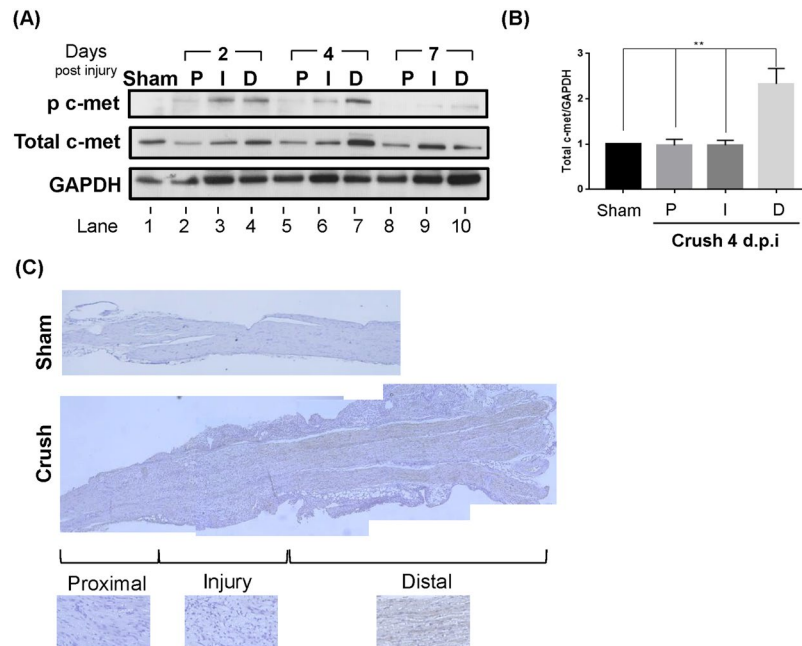 (A)
Days
post injury
2 4 7
Sham P I D P I D P I D
p c-met
Total c-met
GAPDH
Lane 1 2 3 4 5 6 7 8 9 10
(B)
Total c-met/GAPDH
3
2
1
0
**
Sham P I D
Crush 4 d.p.i
(C)
Sham
Crush
Proximal Injury Distal